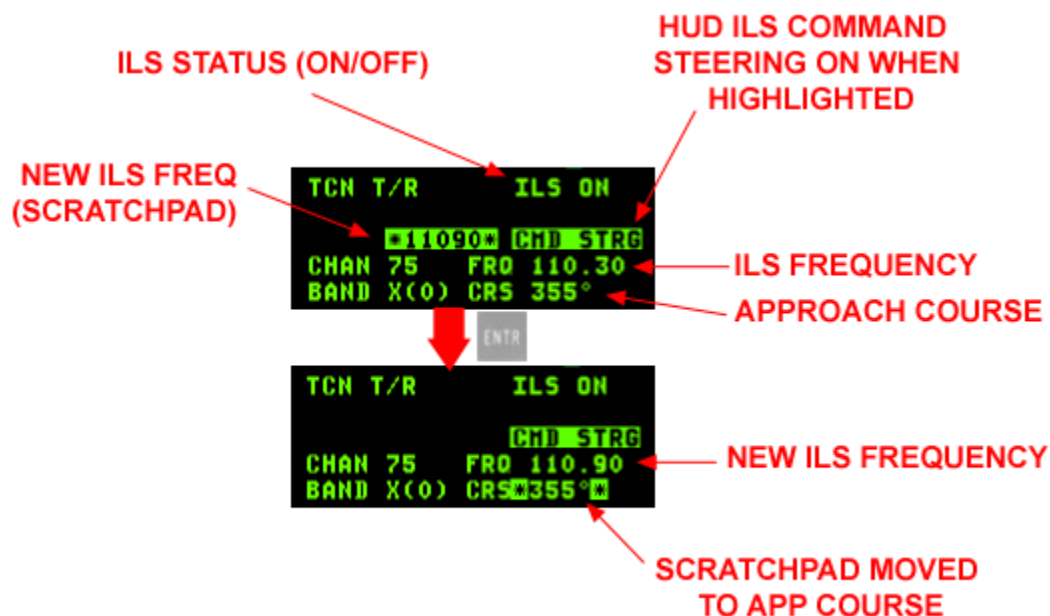 HUD ILS COMMAND
STEERING ON WHEN
HIGHLIGHTED
ILS STATUS (ON/OFF)
NEW ILS FREQ
(SCRATCHPAD)
TCN T/R ILS ON
*11090* CMD STRG
CHAN 75 FRQ 110.30
BAND X(0) CRS 355°
ILS FREQUENCY
APPROACH COURSE
ENTR
TCN T/R ILS ON
CMD STRG
CHAN 75 FRQ 110.90
BAND X(0) CRS*355°*
NEW ILS FREQUENCY
SCRATCHPAD MOVED
TO APP COURSE